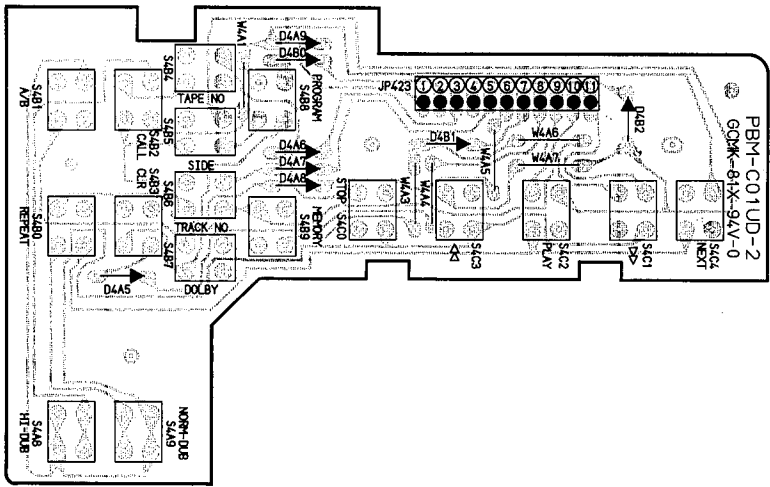 W4A1
D4A9
D4B0
S4B4
TAPE NO
S4B1
A/B
S4B2
CALL
S4B5
SIDE
PROGRAM
S4B8
JP423
1 2 3 4 5 6 7 8 9 10 11
D4B1
W4A5
W4A6
W4A7
D4B2
PBM-C01UD-2
GCMK-81X-94V-0
D4A6
D4A7
D4A8
S4B0
REPEAT
S4B3
CLR
S4B6
TRACK NO.
S4B7
DOLBY
MEMORY
S4B9
STOP
S4C0
W4A3
W4A4
S4C3
S4C2
PLAY
S4C1
S4C4
NEXT
D4A5
S4A8
HI-DUB
NORM-DUB
S4A9